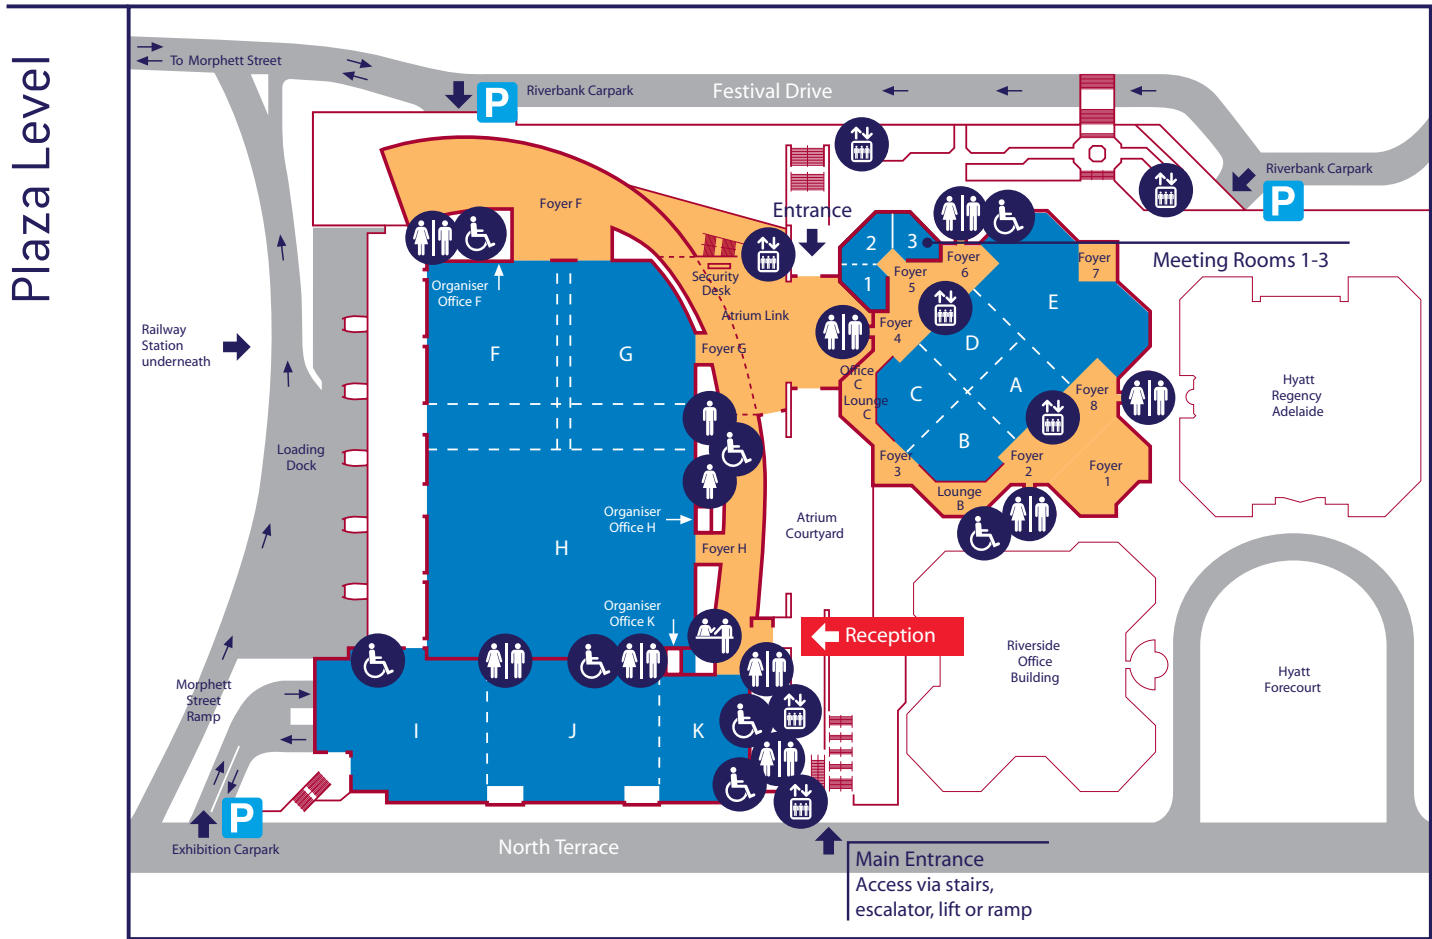 Plaza Level
To Morphett Street
P
Riverbank Carpark
Festival Drive
Riverbank Carpark
P
Foyer F
Entrance
2
3
1
Foyer
5
Foyer
6
Foyer
7
Meeting Rooms 1-3
Organiser
Office F
Security
Desk
Atrium Link
E
Railway
Station
underneath
F
G
Foyer G
Foyer
4
D
Office
C
Lounge
C
C
A
Foyer
8
Hyatt
Regency
Adelaide
Loading
Dock
B
Foyer
3
Foyer
2
Foyer
1
Lounge
B
Organiser
Office H
Atrium
Courtyard
H
Foyer H
Organiser
Office K
Reception
Riverside
Office
Building
Hyatt
Forecourt
Morphett
Street
Ramp
I
J
K
P
Exhibition Carpark
North Terrace
Main Entrance
Access via stairs,
escalator, lift or ramp